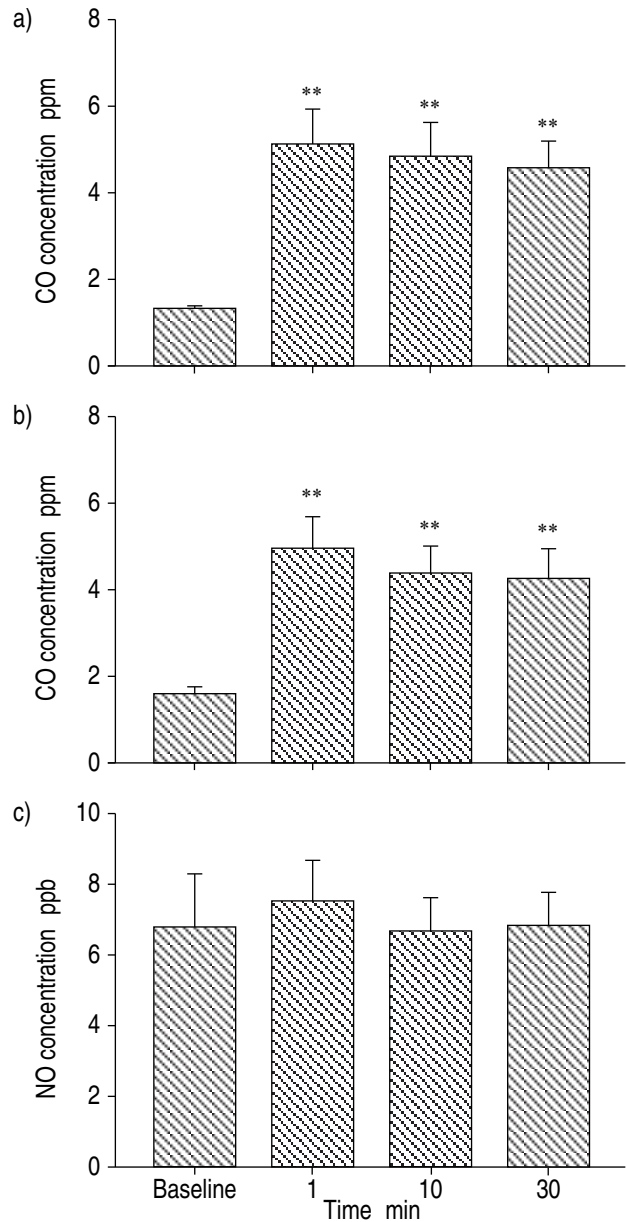 a)
8
6
4
2
0
CO concentration ppm
** ** **
b)
8
6
4
2
0
CO concentration ppm
** ** **
c)
10
8
6
4
2
0
NO concentration ppb
Baseline 1 10 30
Time min